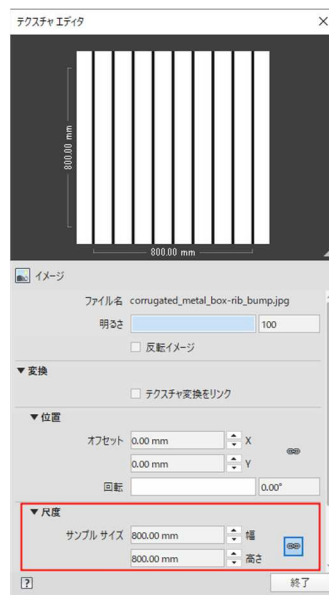 テクスチャ エディタ
800.00 mm
800.00 mm
イメージ
ファイル名 corrugated_metal_box-rib_bump.jpg
明るさ 100
反転イメージ
▼変換
テクスチャ変換をリンク
▼位置
オフセット 0.00 mm X
0.00 mm Y
回転 0.00°
▼尺度
サンプル サイズ 800.00 mm 幅
800.00 mm 高さ
? 終了